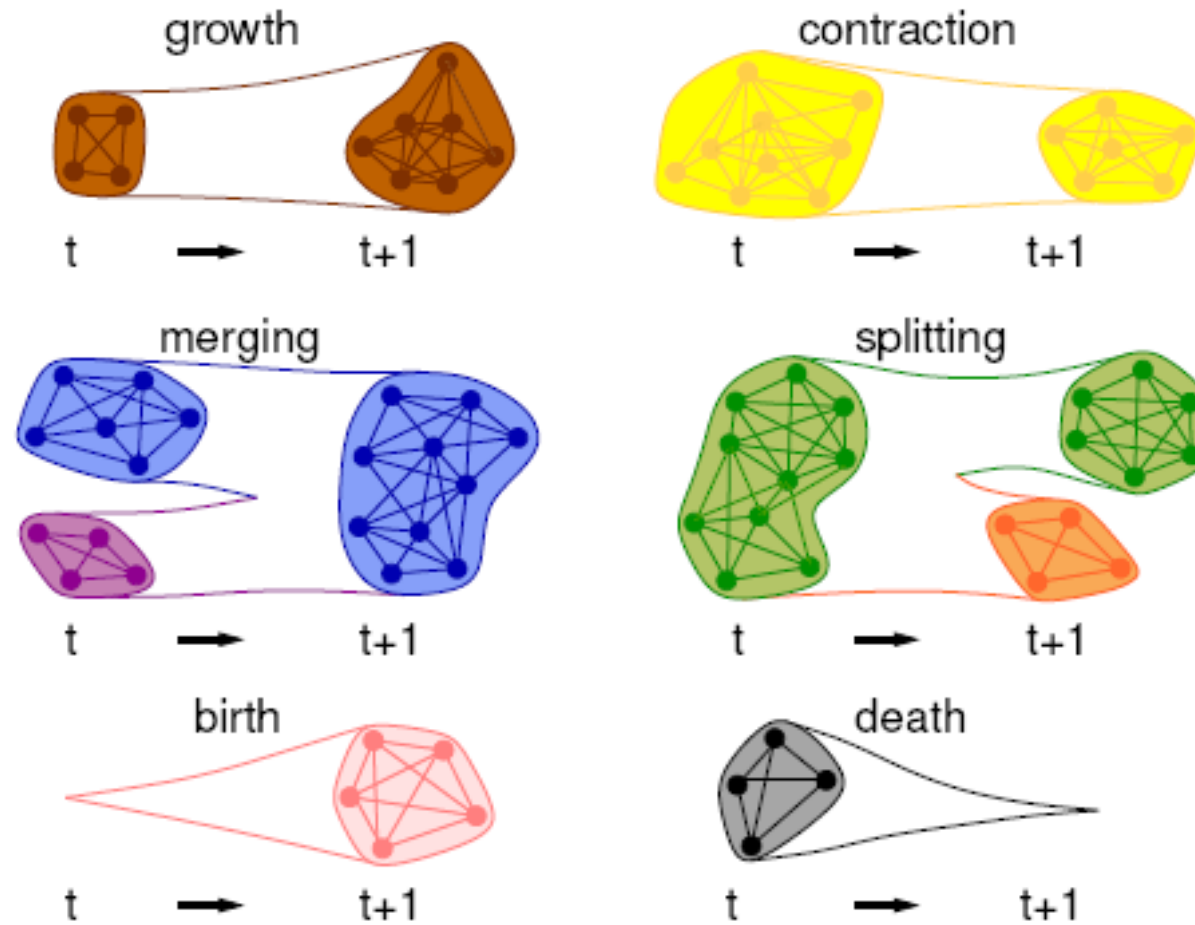 growth
contraction
t t+1
t t+1
merging
splitting
t t+1
t t+1
birth
death
t t+1
t t+1